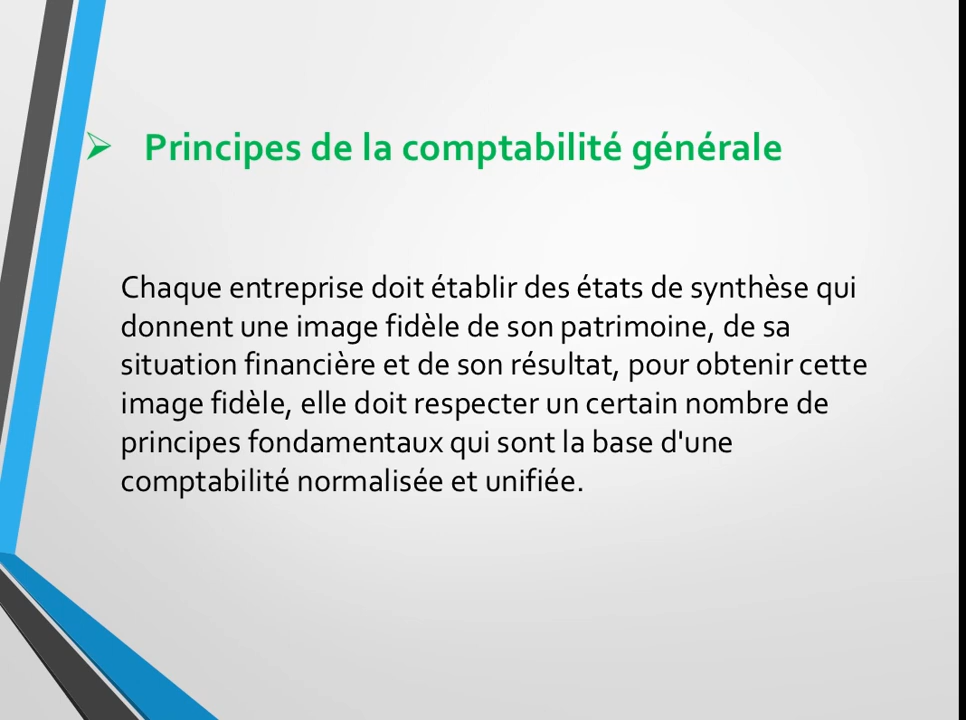 Principes de la comptabilité générale
Chaque entreprise doit établir des états de synthèse qui
donnent une image fidèle de son patrimoine, de sa
situation financière et de son résultat, pour obtenir cette
image fidèle, elle doit respecter un certain nombre de
principes fondamentaux qui sont la base d'une
comptabilité normalisée et unifiée.